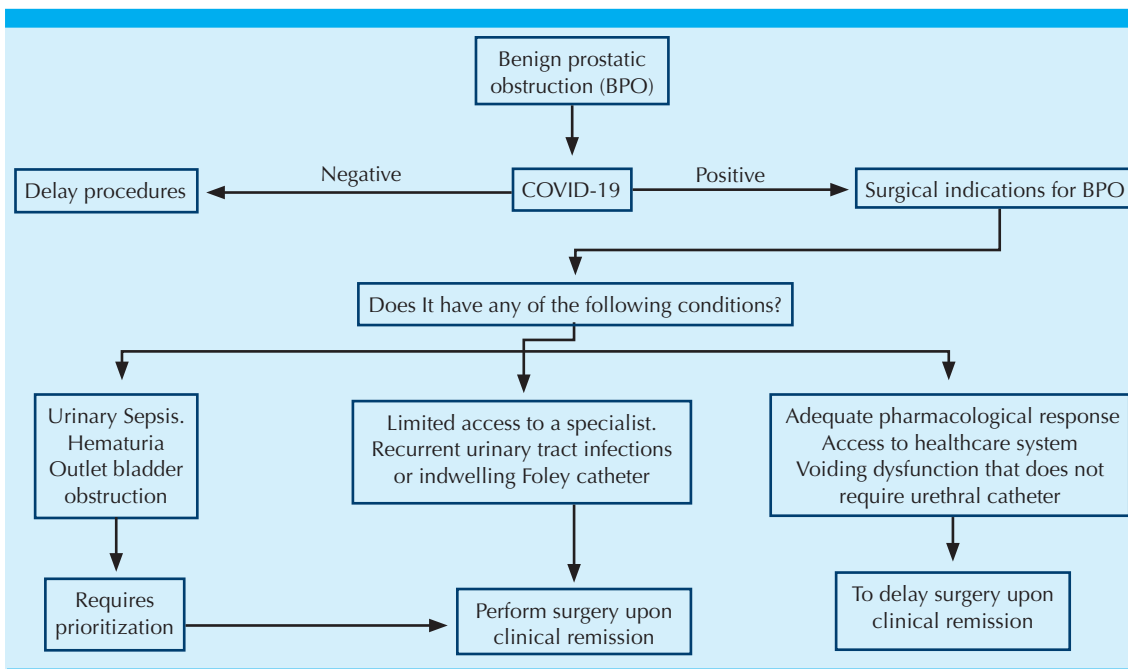 Benign prostatic
obstruction (BPO)
Delay procedures
Negative
COVID-19
Positive
Surgical indications for BPO
Does It have any of the following conditions?
Urinary Sepsis.
Hematuria
Outlet bladder
obstruction
Limited access to a specialist.
Recurrent urinary tract infections
or indwelling Foley catheter
Adequate pharmacological response
Access to healthcare system
Voiding dysfunction that does not
require urethral catheter
Requires
prioritization
Perform surgery upon
clinical remission
To delay surgery upon
clinical remission